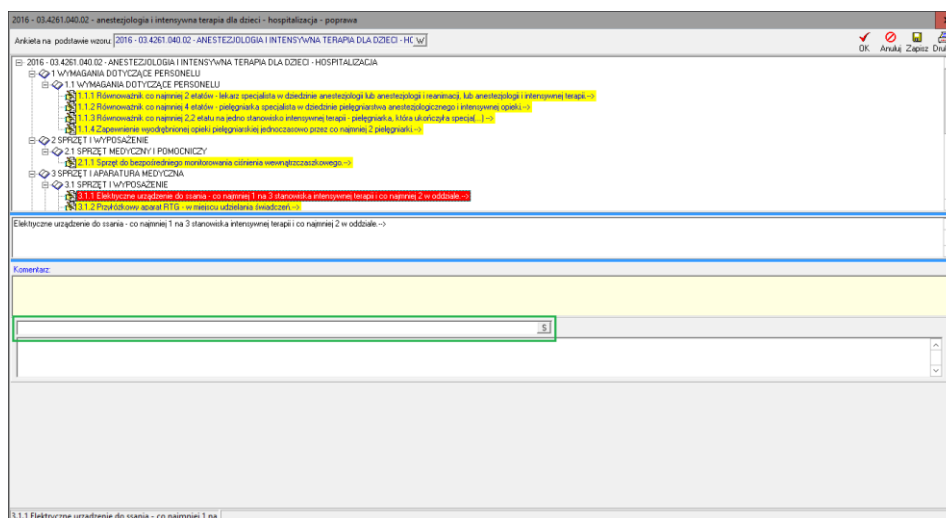 2016 - 03.4261.040.02 - anestezjologia i intensywna terapia dla dzieci - hospitalizacja - poprawa
Ankieta na podstawie wzoru: 2016 - 03.4261.040.02 - ANESTEZJOLOGIA I INTENSYWNA TERAPIA DLA DZIECI - HC W
OK Anuluj Zapisz Druk
2016 - 03.4261.040.02 - ANESTEZJOLOGIA I INTENSYWNA TERAPIA DLA DZIECI - HOSPITALIZACJA
1 WYMAGANIA DOTYCZĄCE PERSONELU
1.1 WYMAGANIA DOTYCZĄCE PERSONELU
1.1.1 Równoważnik co najmniej 2 etatów - lekarz specjalista w dziedzinie anestezjologii lub anestezjologii i reanimacji, lub anestezjologii i intensywnej terapii.-->
1.1.2 Równoważnik co najmniej 4 etatów - pielęgniarka specjalista w dziedzinie pielęgniarstwa anestezjologicznego i intensywnej opieki.-->
1.1.3 Równoważnik co najmniej 2,2 etatu na jedno stanowisko intensywnej terapii - pielęgniarka, która ukończyła specja(...)-->
1.1.4 Zapewnienie wyodrębnionej opieki pielęgniarskiej jednoczasowo przez co najmniej 2 pielęgniarki.-->
2 SPRZĘT I WYPOSAŻENIE
2.1 SPRZĘT MEDYCZNY I POMOCNICZY
2.1.1 Sprzęt do bezpośredniego monitorowania ciśnienia wewnątrzczaszkowego.-->
3 SPRZĘT I APARATURA MEDYCZNA
3.1 SPRZĘT I WYPOSAŻENIE
3.1.1 Elektryczne urządzenie do ssania - co najmniej 1 na 3 stanowiska intensywnej terapii i co najmniej 2 w oddziale.-->
3.1.2 Przyłóżkowy aparat RTG - w miejscu udzielania świadczeń.-->
Elektryczne urządzenie do ssania - co najmniej 1 na 3 stanowiska intensywnej terapii i co najmniej 2 w oddziale.-->
Komentarz:
S
3.1.1 Elektryczne urządzenie do ssania - co najmniej 1 na